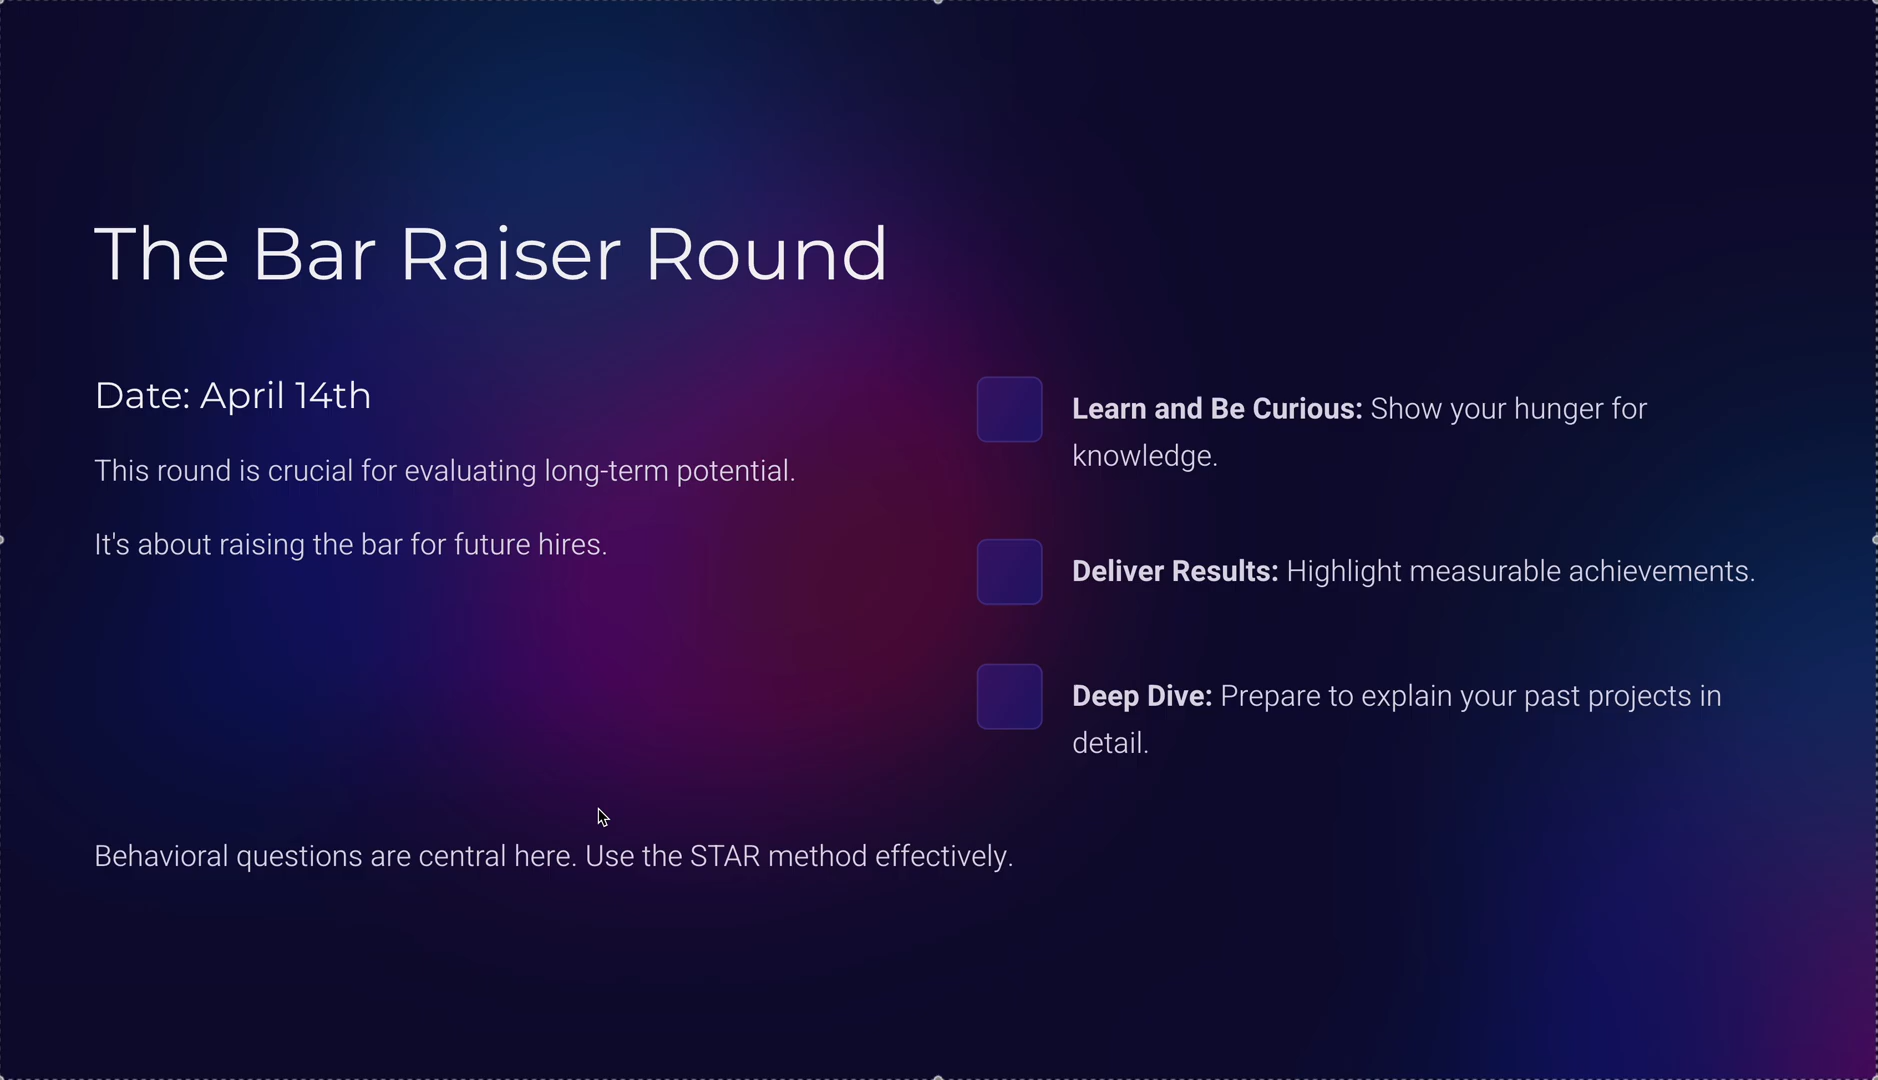 The Bar Raiser Round
Date: April 14th
This round is crucial for evaluating long-term potential.
It's about raising the bar for future hires.
Learn and Be Curious: Show your hunger for
knowledge.
Deliver Results: Highlight measurable achievements.
Deep Dive: Prepare to explain your past projects in
detail.
Behavioral questions are central here. Use the STAR method effectively.